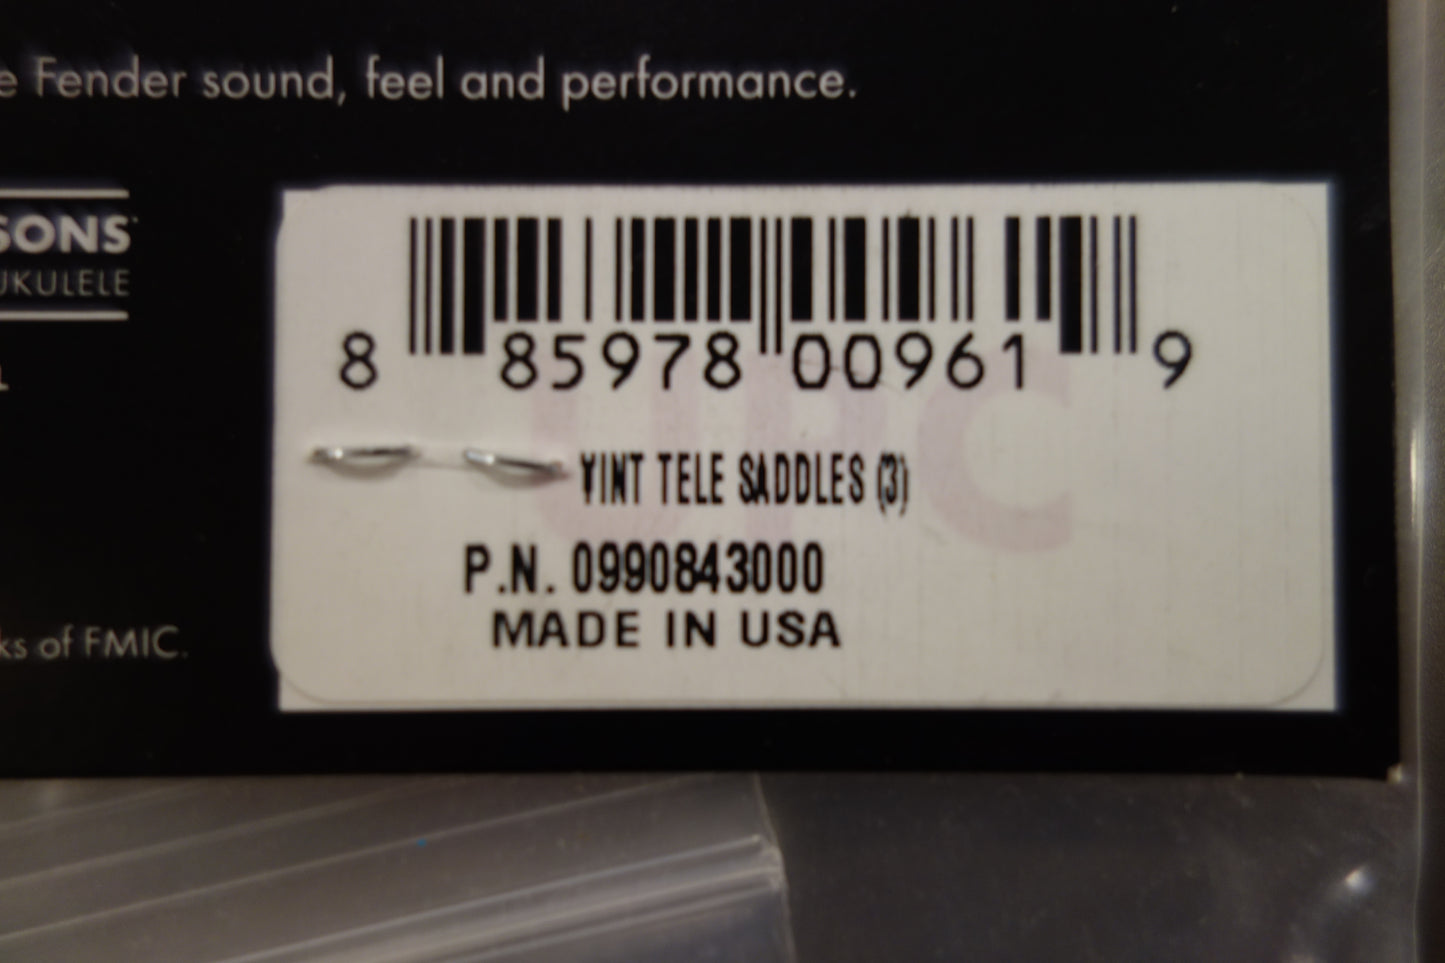 e Fender sound, feel and performance.
SONS
UKULELE
8 85978 00961 9
UPC
VINT TELE SADDLES (3)
P.N. 0990843000
MADE IN USA
ks of FMIC.